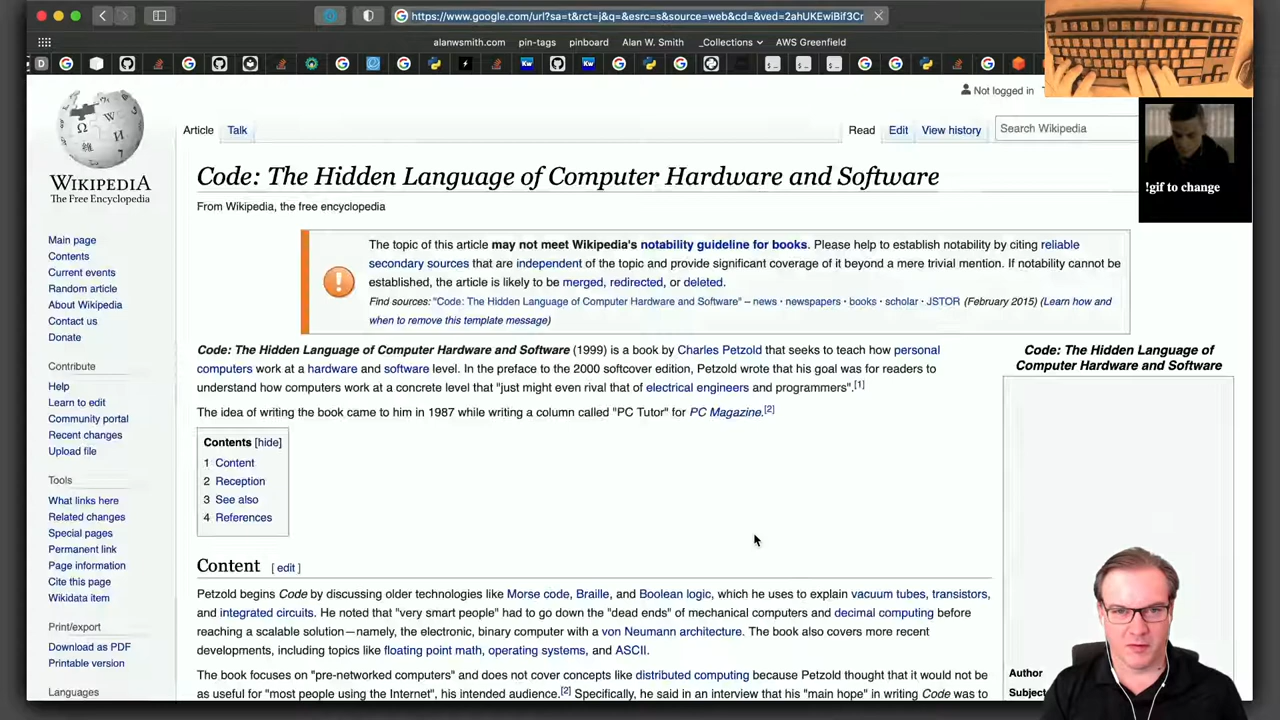 https://www.google.com/url?sa=t&rct=j&q=&esrc=s&source=web&cd=&ved=2ahUKEwiBif3Cr
alanwsmith.com pin-tags pinboard Alan W. Smith _Collections AWS Greenfield
Not logged in
Article Talk Read Edit View history Search Wikipedia
WIKIPEDIA
The Free Encyclopedia
!gif to change
Code: The Hidden Language of Computer Hardware and Software
From Wikipedia, the free encyclopedia
Main page
Contents
Current events
Random article
About Wikipedia
Contact us
Donate
Contribute
Help
Learn to edit
Community portal
Recent changes
Upload file
Tools
What links here
Related changes
Special pages
Permanent link
Page information
Cite this page
Wikidata item
Print/export
Download as PDF
Printable version
Languages
The topic of this article may not meet Wikipedia's notability guideline for books. Please help to establish notability by citing reliable
secondary sources that are independent of the topic and provide significant coverage of it beyond a mere trivial mention. If notability cannot be
established, the article is likely to be merged, redirected, or deleted.
Find sources: "Code: The Hidden Language of Computer Hardware and Software" – news · newspapers · books · scholar · JSTOR (February 2015) (Learn how and
when to remove this template message)
Code: The Hidden Language of Computer Hardware and Software (1999) is a book by Charles Petzold that seeks to teach how personal
computers work at a hardware and software level. In the preface to the 2000 softcover edition, Petzold wrote that his goal was for readers to
understand how computers work at a concrete level that "just might even rival that of electrical engineers and programmers".[1]
The idea of writing the book came to him in 1987 while writing a column called "PC Tutor" for PC Magazine.[2]
Contents [hide]
1 Content
2 Reception
3 See also
4 References
Content [ edit ]
Petzold begins Code by discussing older technologies like Morse code, Braille, and Boolean logic, which he uses to explain vacuum tubes, transistors,
and integrated circuits. He noted that "very smart people" had to go down the "dead ends" of mechanical computers and decimal computing before
reaching a scalable solution—namely, the electronic, binary computer with a von Neumann architecture. The book also covers more recent
developments, including topics like floating point math, operating systems, and ASCII.
The book focuses on "pre-networked computers" and does not cover concepts like distributed computing because Petzold thought that it would not be
as useful for "most people using the Internet", his intended audience.[2] Specifically, he said in an interview that his "main hope" in writing Code was to
Code: The Hidden Language of
Computer Hardware and Software
Author
Subject